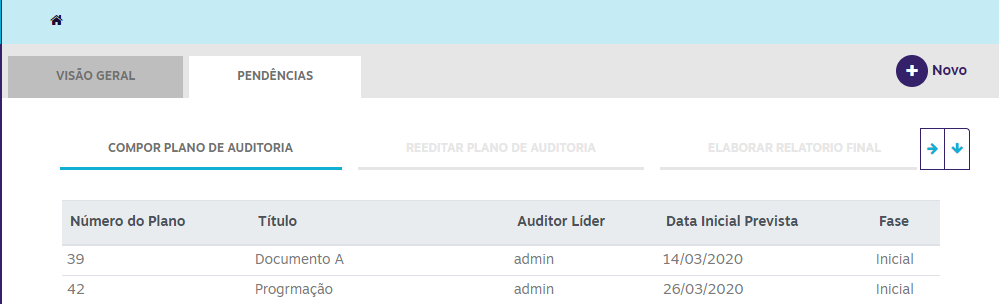 VISÃO GERAL PENDÊNCIAS Novo
COMPOR PLANO DE AUDITORIA REEDITAR PLANO DE AUDITORIA ELABORAR RELATORIO FINAL
Número do Plano Título Auditor Líder Data Inicial Prevista Fase
39 Documento A admin 14/03/2020 Inicial
42 Progrmação admin 26/03/2020 Inicial